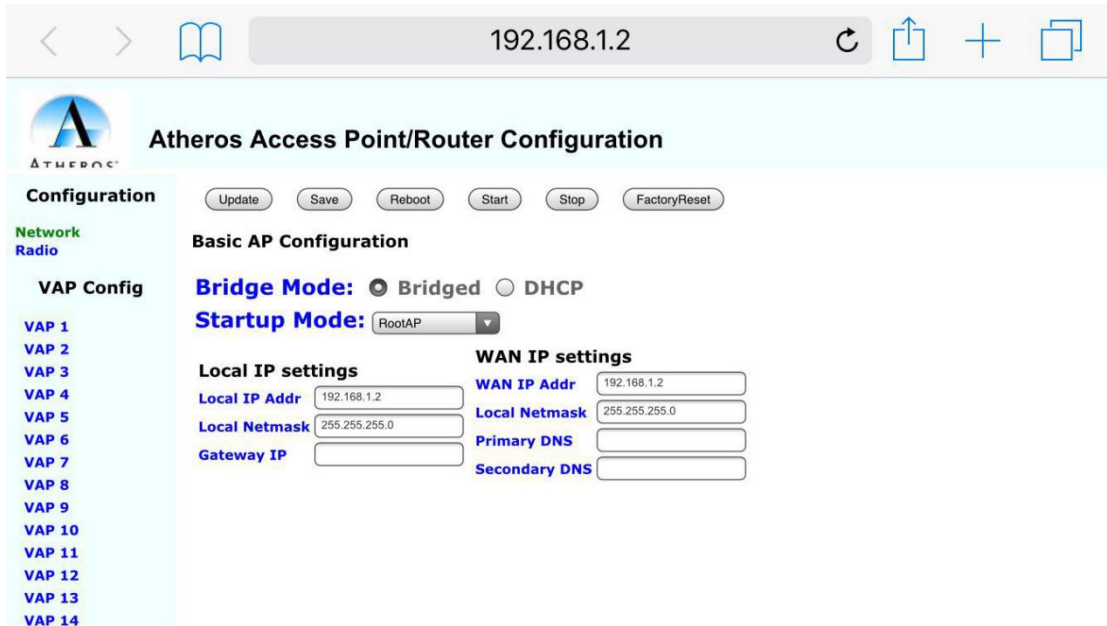 192.168.1.2
ATHEROS
Atheros Access Point/Router Configuration
Configuration
Network
Radio
VAP Config
VAP 1
VAP 2
VAP 3
VAP 4
VAP 5
VAP 6
VAP 7
VAP 8
VAP 9
VAP 10
VAP 11
VAP 12
VAP 13
VAP 14
Update Save Reboot Start Stop FactoryReset
Basic AP Configuration
Bridge Mode: Bridged DHCP
Startup Mode: RootAP
Local IP settings
Local IP Addr 192.168.1.2
Local Netmask 255.255.255.0
Gateway IP
WAN IP settings
WAN IP Addr 192.168.1.2
Local Netmask 255.255.255.0
Primary DNS
Secondary DNS